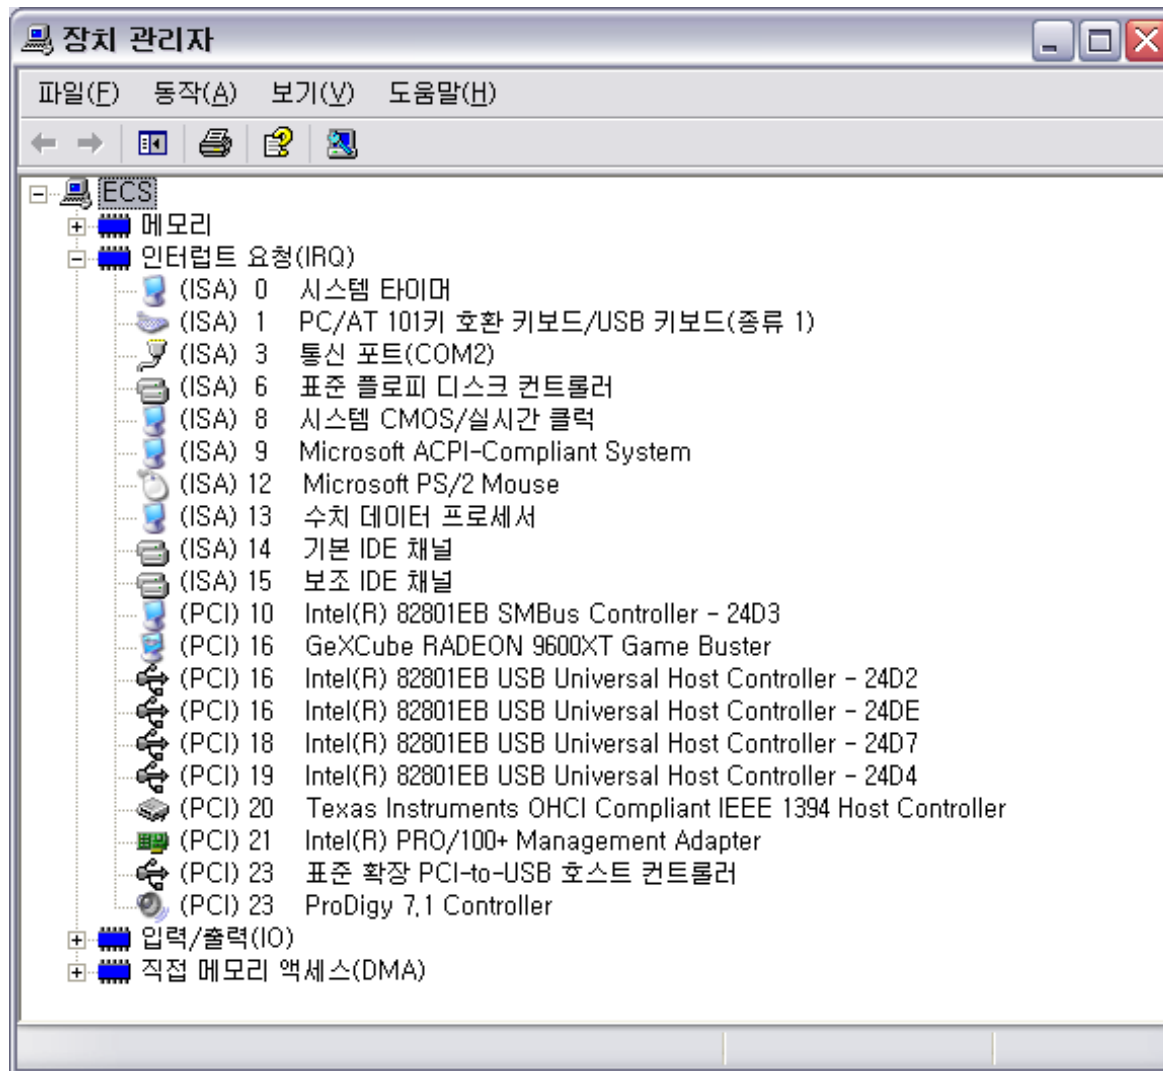 장치 관리자
파일(F) 동작(A) 보기(V) 도움말(H)
ECS
메모리
인터럽트 요청(IRQ)
(ISA) 0 시스템 타이머
(ISA) 1 PC/AT 101키 호환 키보드/USB 키보드(종류 1)
(ISA) 3 통신 포트(COM2)
(ISA) 6 표준 플로피 디스크 컨트롤러
(ISA) 8 시스템 CMOS/실시간 클럭
(ISA) 9 Microsoft ACPI-Compliant System
(ISA) 12 Microsoft PS/2 Mouse
(ISA) 13 수치 데이터 프로세서
(ISA) 14 기본 IDE 채널
(ISA) 15 보조 IDE 채널
(PCI) 10 Intel(R) 82801EB SMBus Controller - 24D3
(PCI) 16 GeXCube RADEON 9600XT Game Buster
(PCI) 16 Intel(R) 82801EB USB Universal Host Controller - 24D2
(PCI) 16 Intel(R) 82801EB USB Universal Host Controller - 24DE
(PCI) 18 Intel(R) 82801EB USB Universal Host Controller - 24D7
(PCI) 19 Intel(R) 82801EB USB Universal Host Controller - 24D4
(PCI) 20 Texas Instruments OHCI Compliant IEEE 1394 Host Controller
(PCI) 21 Intel(R) PRO/100+ Management Adapter
(PCI) 23 표준 확장 PCI-to-USB 호스트 컨트롤러
(PCI) 23 ProDigy 7.1 Controller
입력/출력(IO)
직접 메모리 액세스(DMA)